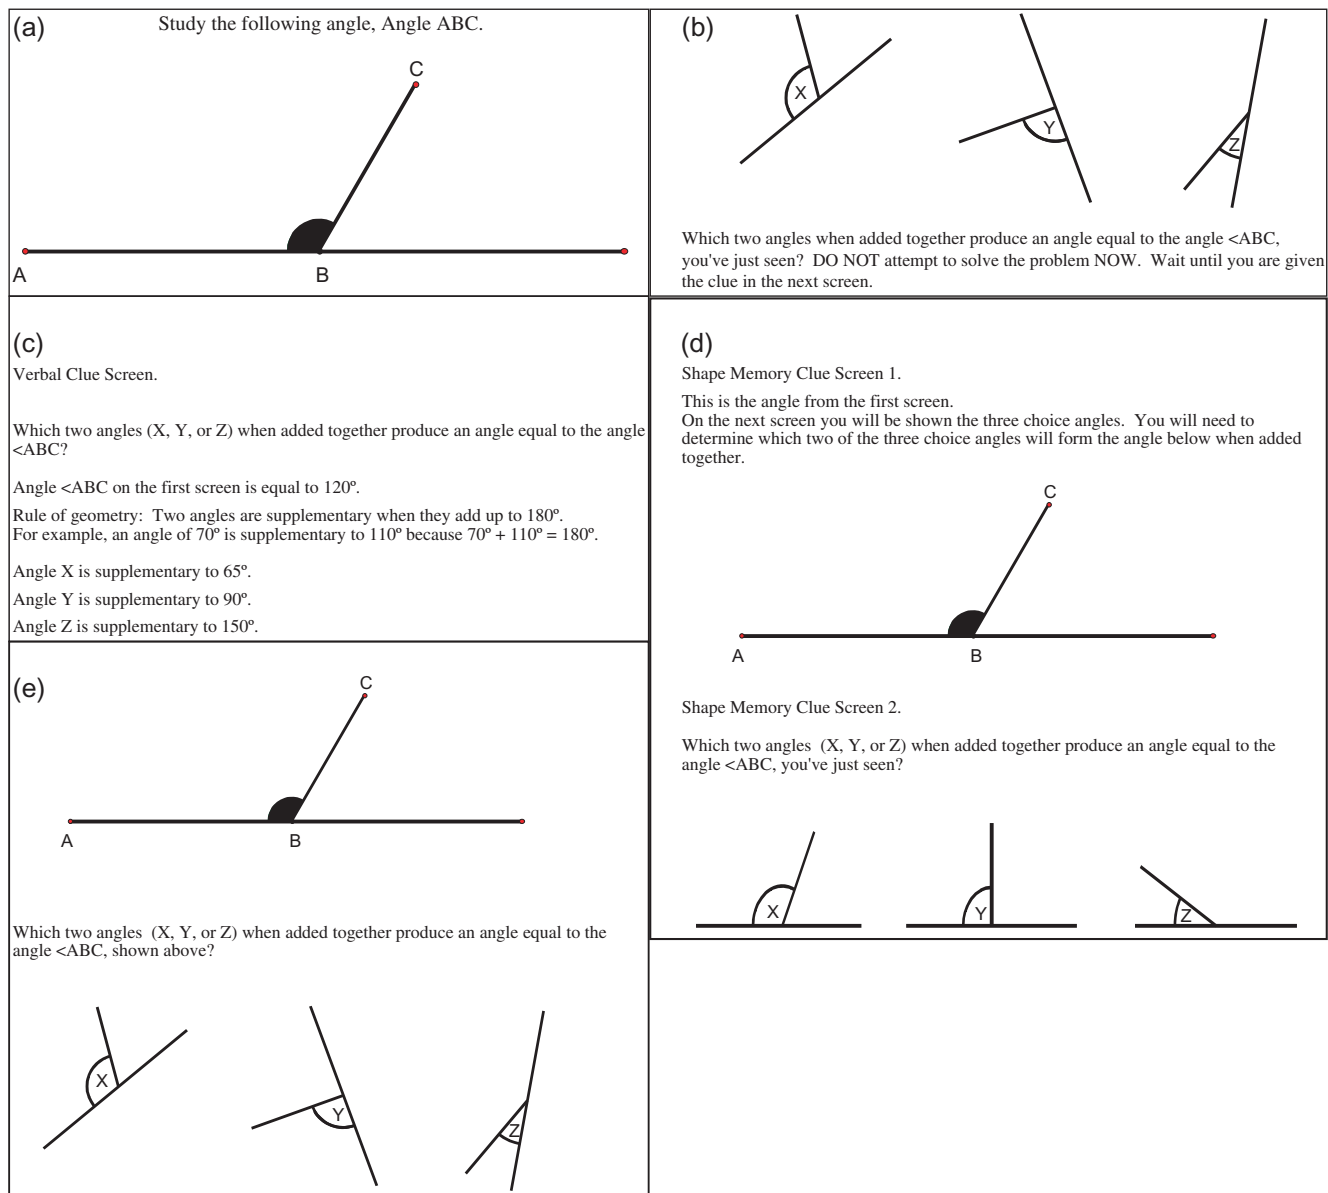 (a)
Study the following angle, Angle ABC.
C
A
B
(b)
X
Y
Z
Which two angles when added together produce an angle equal to the angle <ABC,
you've just seen?  DO NOT attempt to solve the problem NOW.  Wait until you are given
the clue in the next screen.
(c)
Verbal Clue Screen.
Which two angles (X, Y, or Z) when added together produce an angle equal to the angle
<ABC?
Angle <ABC on the first screen is equal to 120º.
Rule of geometry:  Two angles are supplementary when they add up to 180º.
For example, an angle of 70º is supplementary to 110º because 70º + 110º = 180º.
Angle X is supplementary to 65º.
Angle Y is supplementary to 90º.
Angle Z is supplementary to 150º.
(d)
Shape Memory Clue Screen 1.
This is the angle from the first screen.
On the next screen you will be shown the three choice angles.  You will need to
determine which two of the three choice angles will form the angle below when added
together.
C
A
B
Shape Memory Clue Screen 2.
Which two angles  (X, Y, or Z) when added together produce an angle equal to the
angle <ABC, you've just seen?
X
Y
Z
(e)
C
A
B
Which two angles  (X, Y, or Z) when added together produce an angle equal to the
angle <ABC, shown above?
X
Y
Z